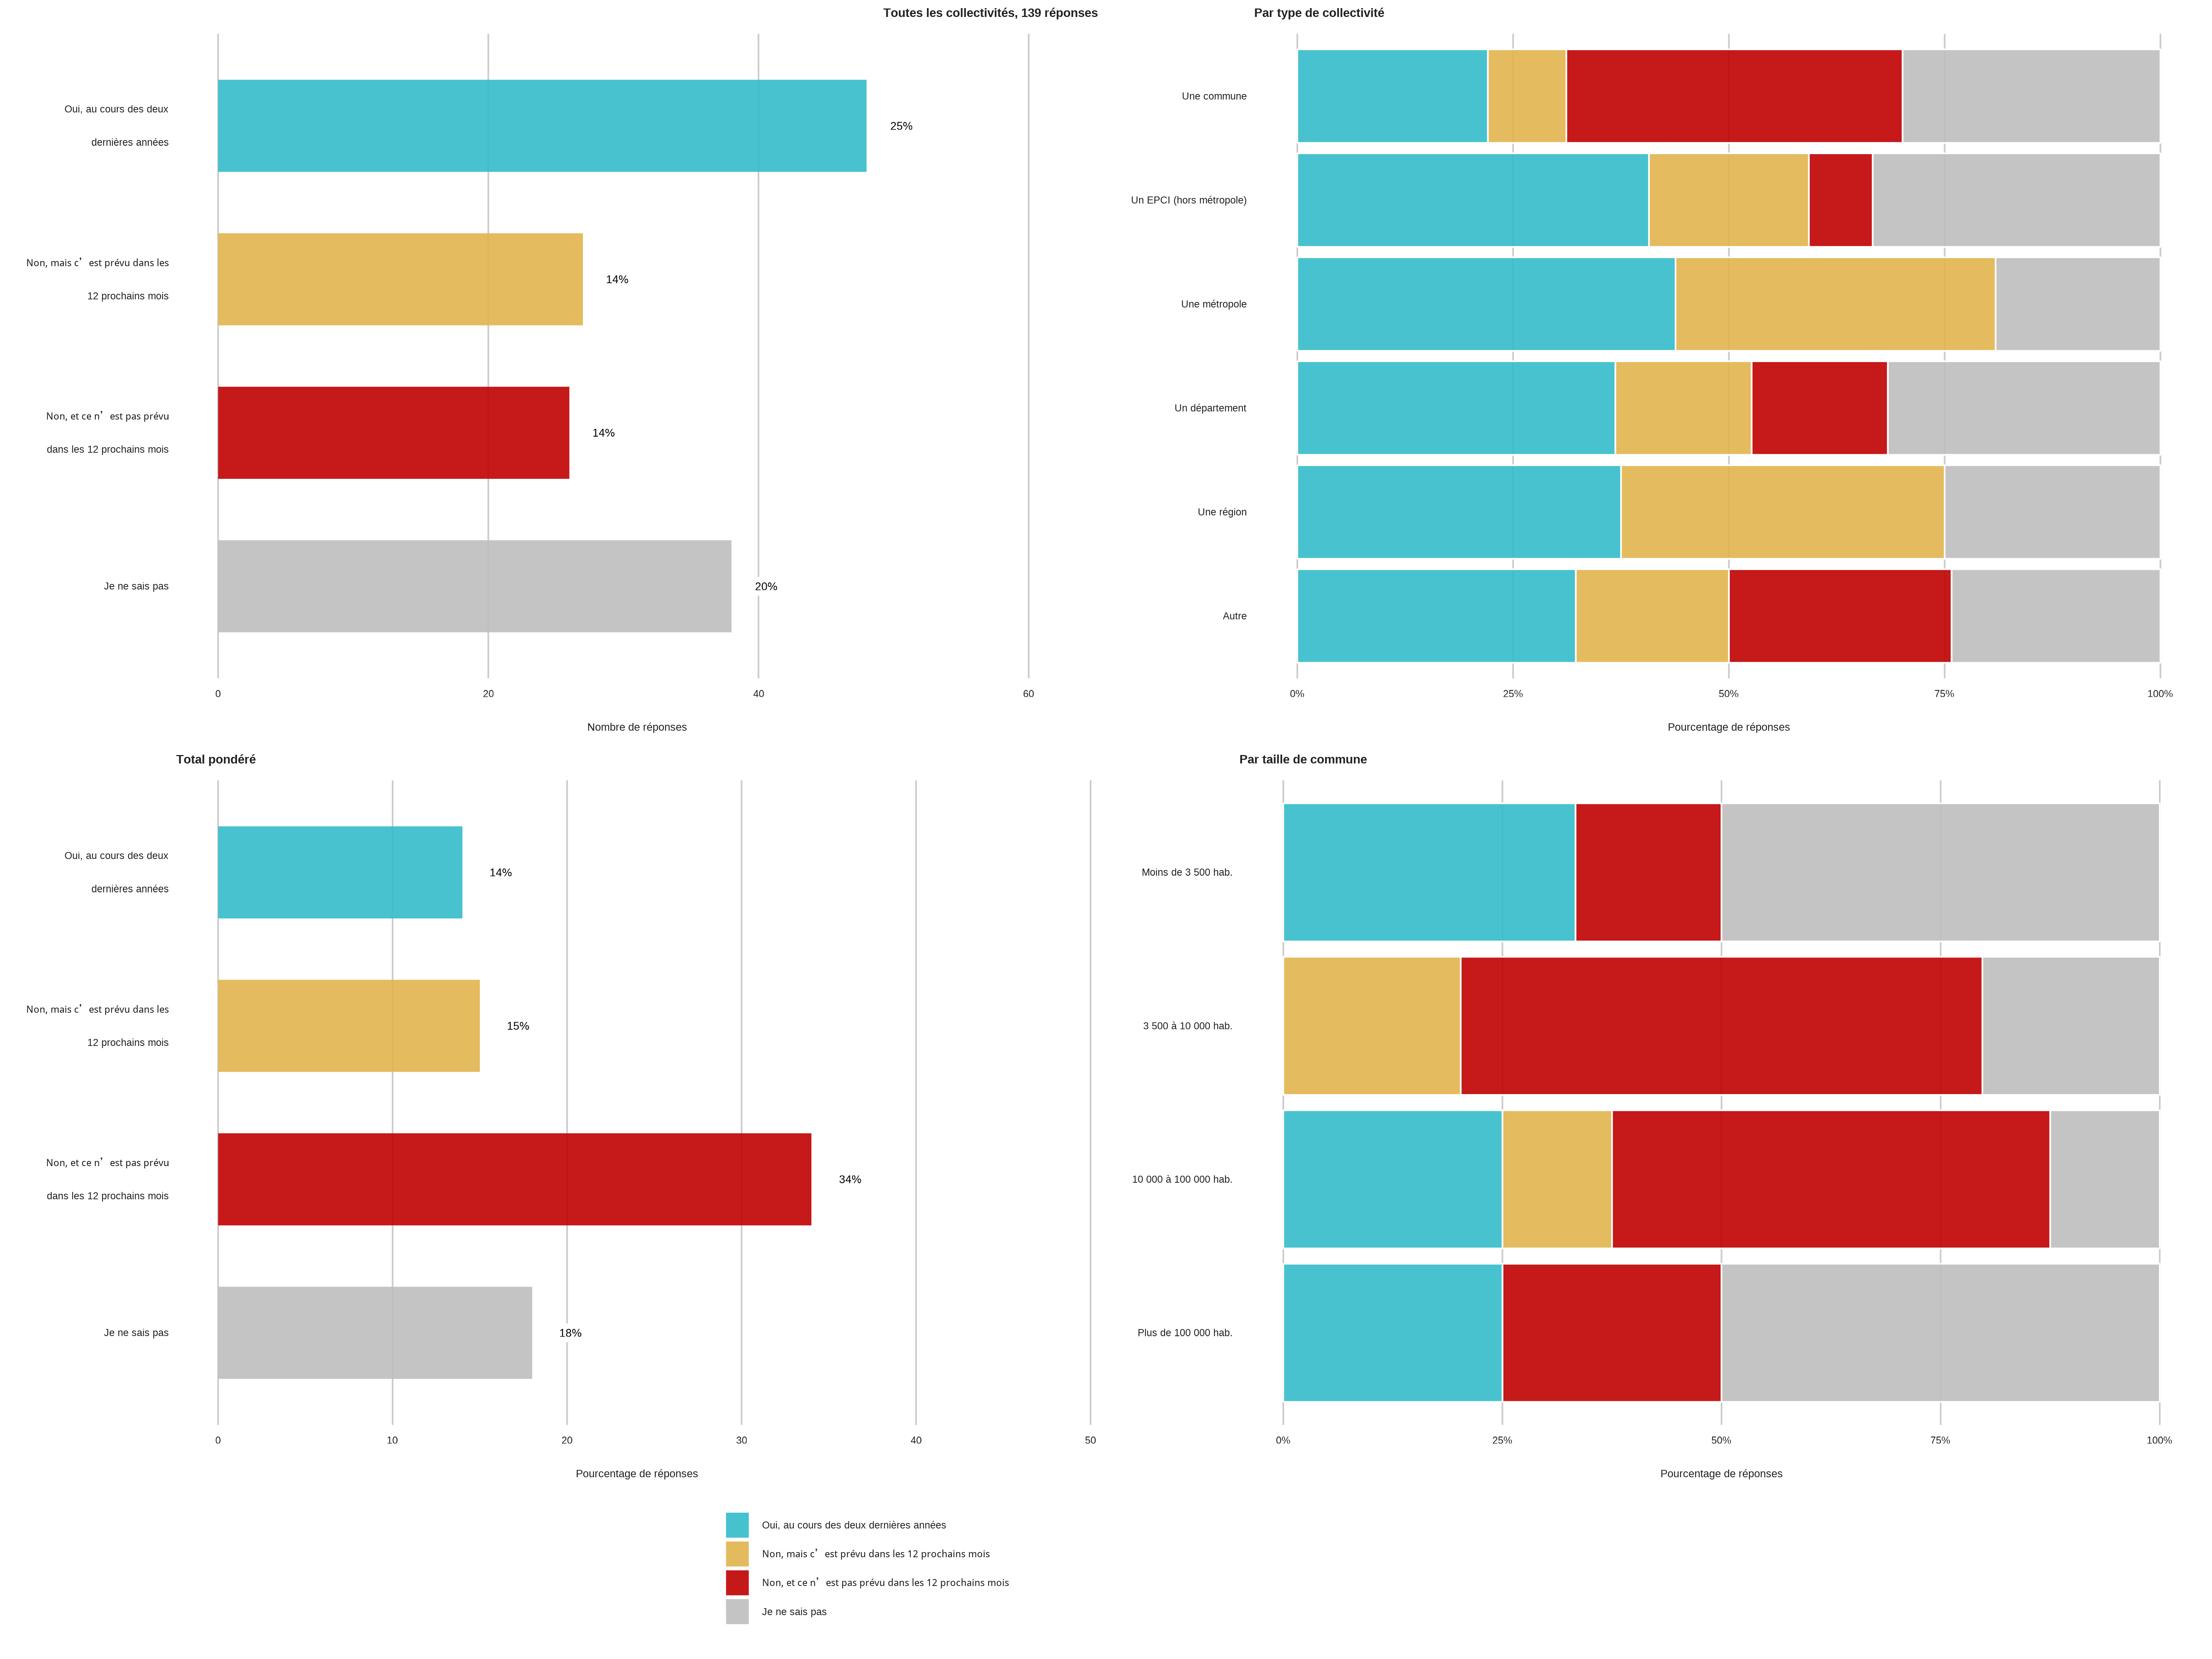 Toutes les collectivités, 139 réponses
Oui, au cours des deux
dernières années
25%
Non, mais c’est prévu dans les
12 prochains mois
14%
Non, et ce n’est pas prévu
dans les 12 prochains mois
14%
Je ne sais pas
20%
0 20 40 60
Nombre de réponses
Par type de collectivité
Une commune
Un EPCI (hors métropole)
Une métropole
Un département
Une région
Autre
0% 25% 50% 75% 100%
Pourcentage de réponses
Total pondéré
Oui, au cours des deux
dernières années
14%
Non, mais c’est prévu dans les
12 prochains mois
15%
Non, et ce n’est pas prévu
dans les 12 prochains mois
34%
Je ne sais pas
18%
0 10 20 30 40 50
Pourcentage de réponses
Par taille de commune
Moins de 3 500 hab.
3 500 à 10 000 hab.
10 000 à 100 000 hab.
Plus de 100 000 hab.
0% 25% 50% 75% 100%
Pourcentage de réponses
Oui, au cours des deux dernières années
Non, mais c’est prévu dans les 12 prochains mois
Non, et ce n’est pas prévu dans les 12 prochains mois
Je ne sais pas